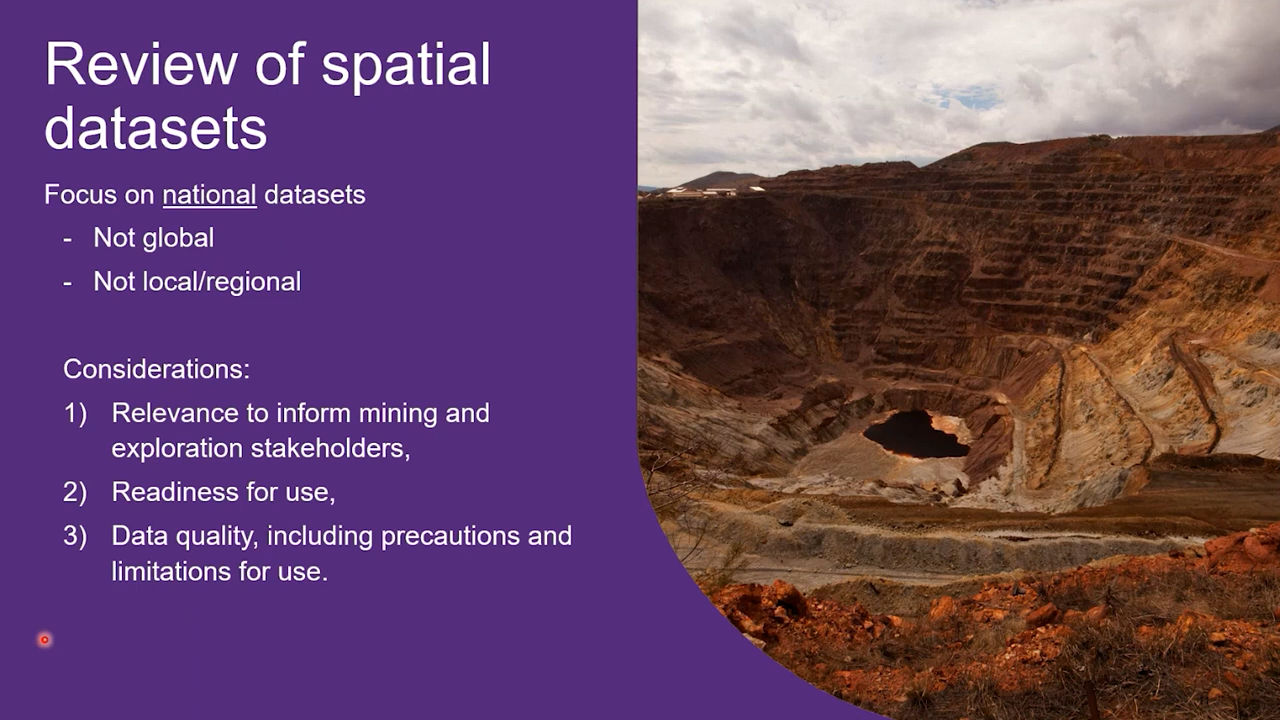 Review of spatial
datasets
Focus on national datasets
- Not global
- Not local/regional
Considerations:
1) Relevance to inform mining and
exploration stakeholders,
2) Readiness for use,
3) Data quality, including precautions and
limitations for use.